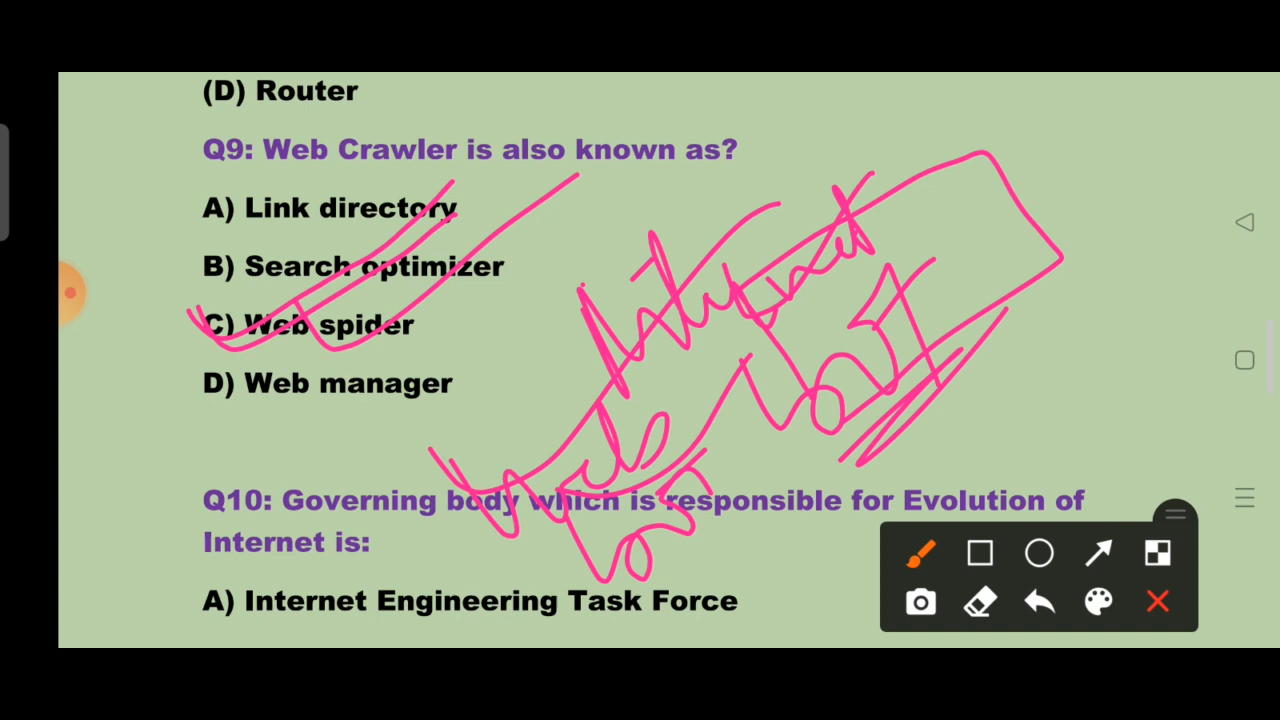 (D) Router
Q9: Web Crawler is also known as?
A) Link directory
B) Search optimizer
C) Web spider
D) Web manager
Q10: Governing body which is responsible for Evolution of
Internet is:
A) Internet Engineering Task Force